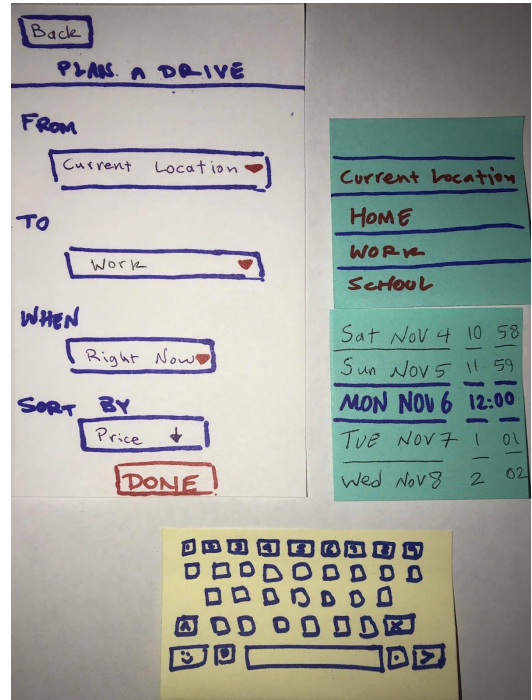 Back
PLAN A DRIVE
FROM
Current Location
TO
Work
WHEN
Right Now
SORT BY
Price ↓
DONE
Current Location
HOME
WORK
SCHOOL
Sat Nov 4 10 58
Sun Nov 5 11 59
MON NOV 6 12:00
TUE NOV 7 1 01
Wed Nov 8 2 02